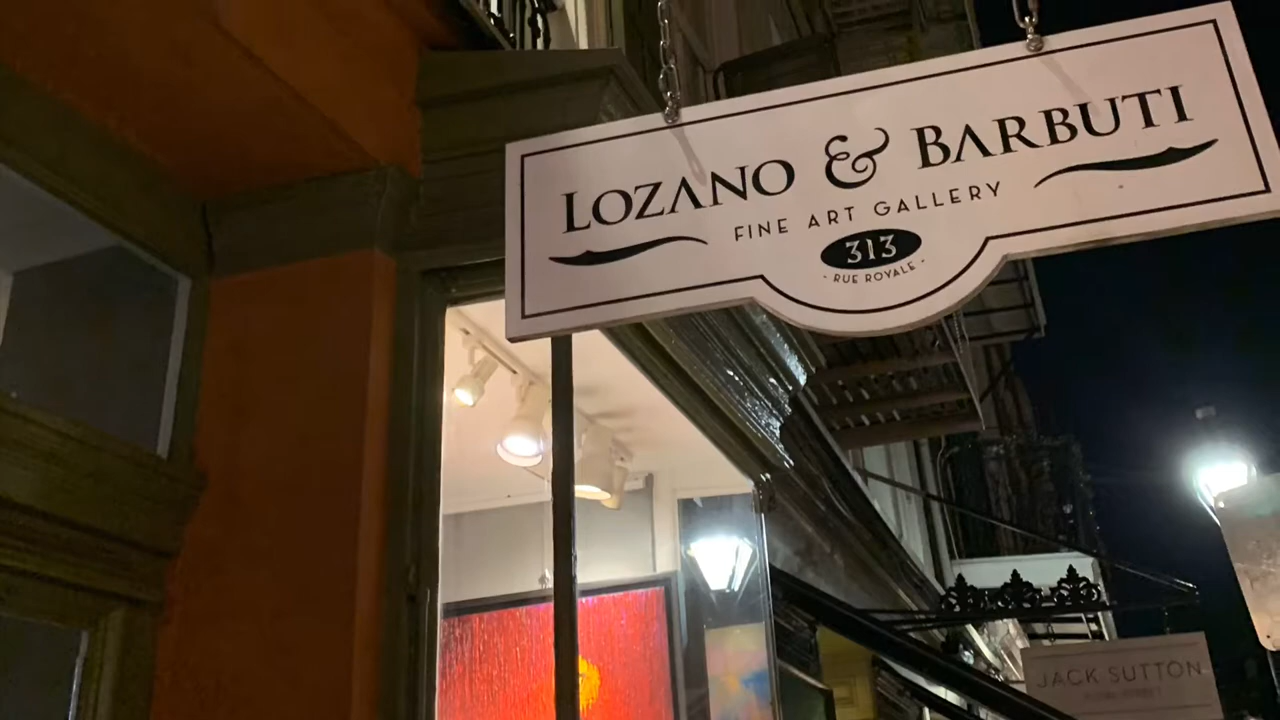 LOZANO & BARBUTI
FINE ART GALLERY
313
- RUE ROYALE -
JACK SUTTON